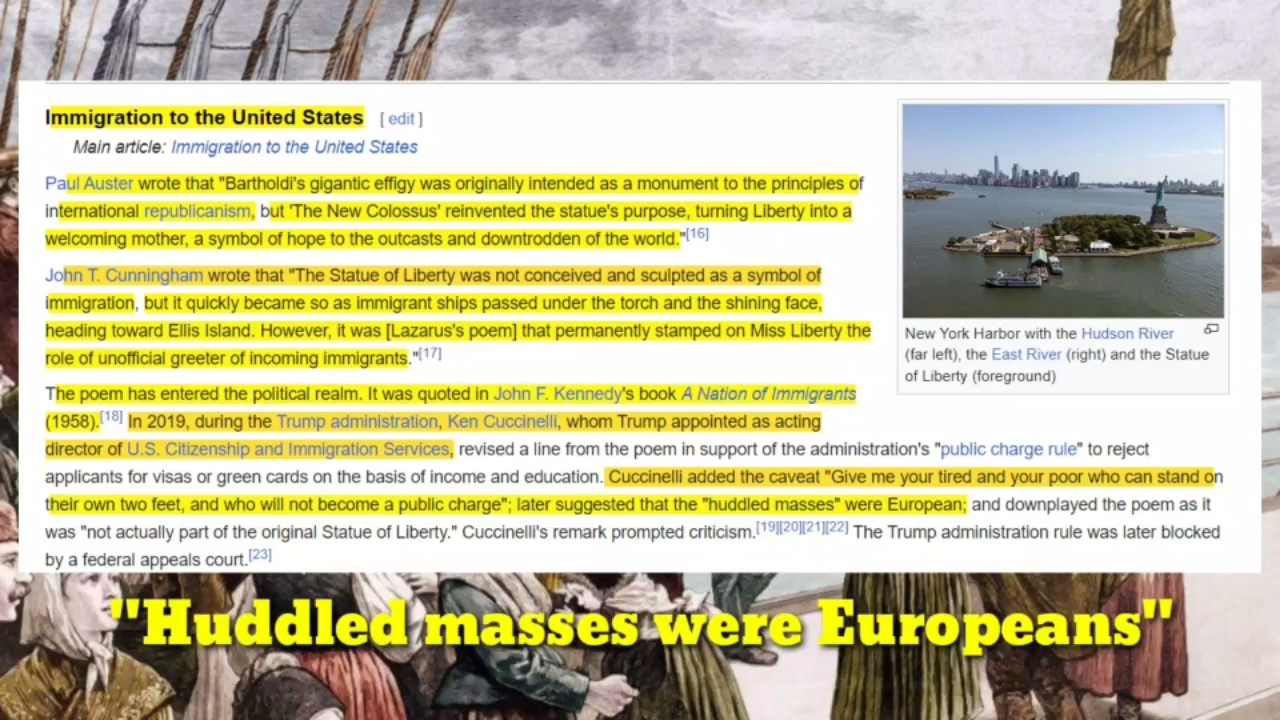 Immigration to the United States [ edit ]
Main article: Immigration to the United States
Paul Auster wrote that "Bartholdi's gigantic effigy was originally intended as a monument to the principles of
international republicanism, but 'The New Colossus' reinvented the statue's purpose, turning Liberty into a
welcoming mother, a symbol of hope to the outcasts and downtrodden of the world."[16]
John T. Cunningham wrote that "The Statue of Liberty was not conceived and sculpted as a symbol of
immigration, but it quickly became so as immigrant ships passed under the torch and the shining face,
heading toward Ellis Island. However, it was [Lazarus's poem] that permanently stamped on Miss Liberty the
role of unofficial greeter of incoming immigrants."[17]
The poem has entered the political realm. It was quoted in John F. Kennedy's book A Nation of Immigrants
(1958).[18] In 2019, during the Trump administration, Ken Cuccinelli, whom Trump appointed as acting
director of U.S. Citizenship and Immigration Services, revised a line from the poem in support of the administration's "public charge rule" to reject
applicants for visas or green cards on the basis of income and education. Cuccinelli added the caveat "Give me your tired and your poor who can stand on
their own two feet, and who will not become a public charge"; later suggested that the "huddled masses" were European; and downplayed the poem as it
was "not actually part of the original Statue of Liberty." Cuccinelli's remark prompted criticism.[19][20][21][22] The Trump administration rule was later blocked
by a federal appeals court.[23]
New York Harbor with the Hudson River
(far left), the East River (right) and the Statue
of Liberty (foreground)
"Huddled masses were Europeans"